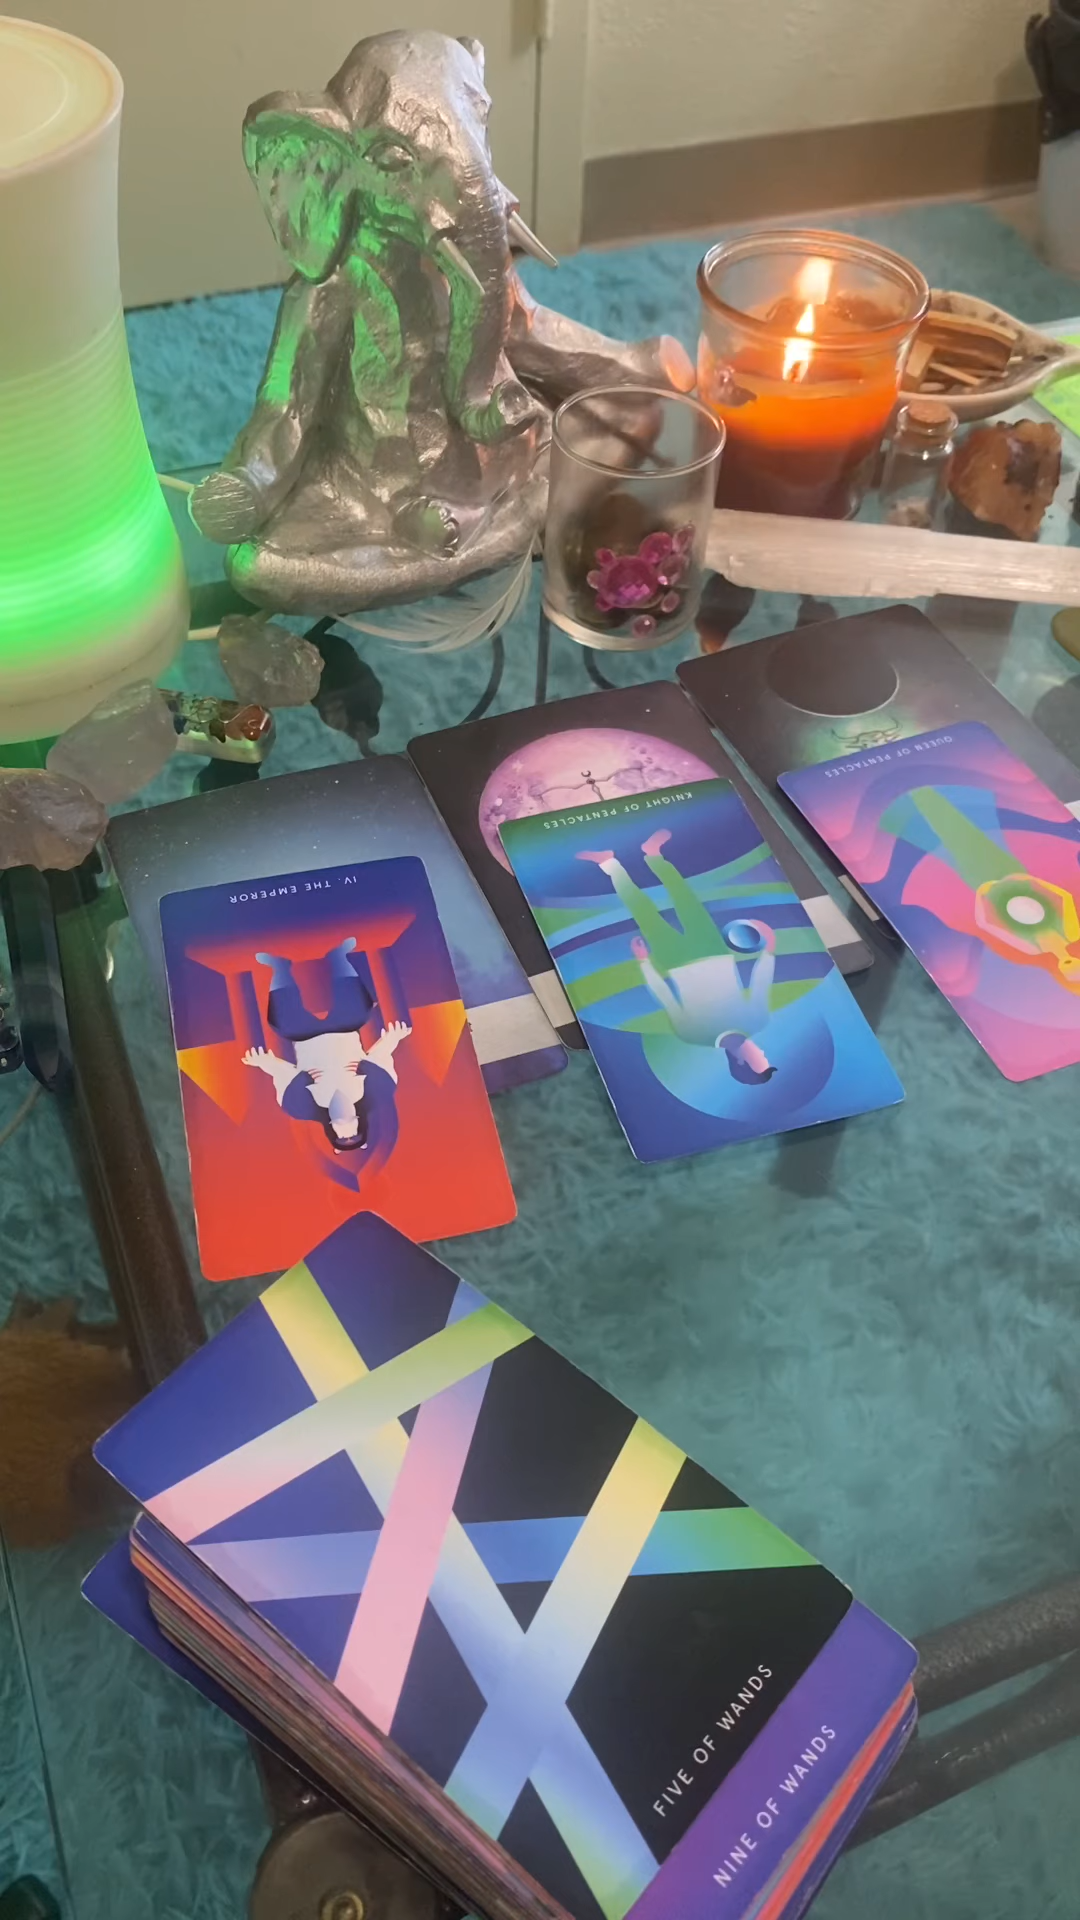 QUEEN OF PENTACLES
KNIGHT OF PENTACLES
IV. THE EMPEROR
FIVE OF WANDS
NINE OF WANDS